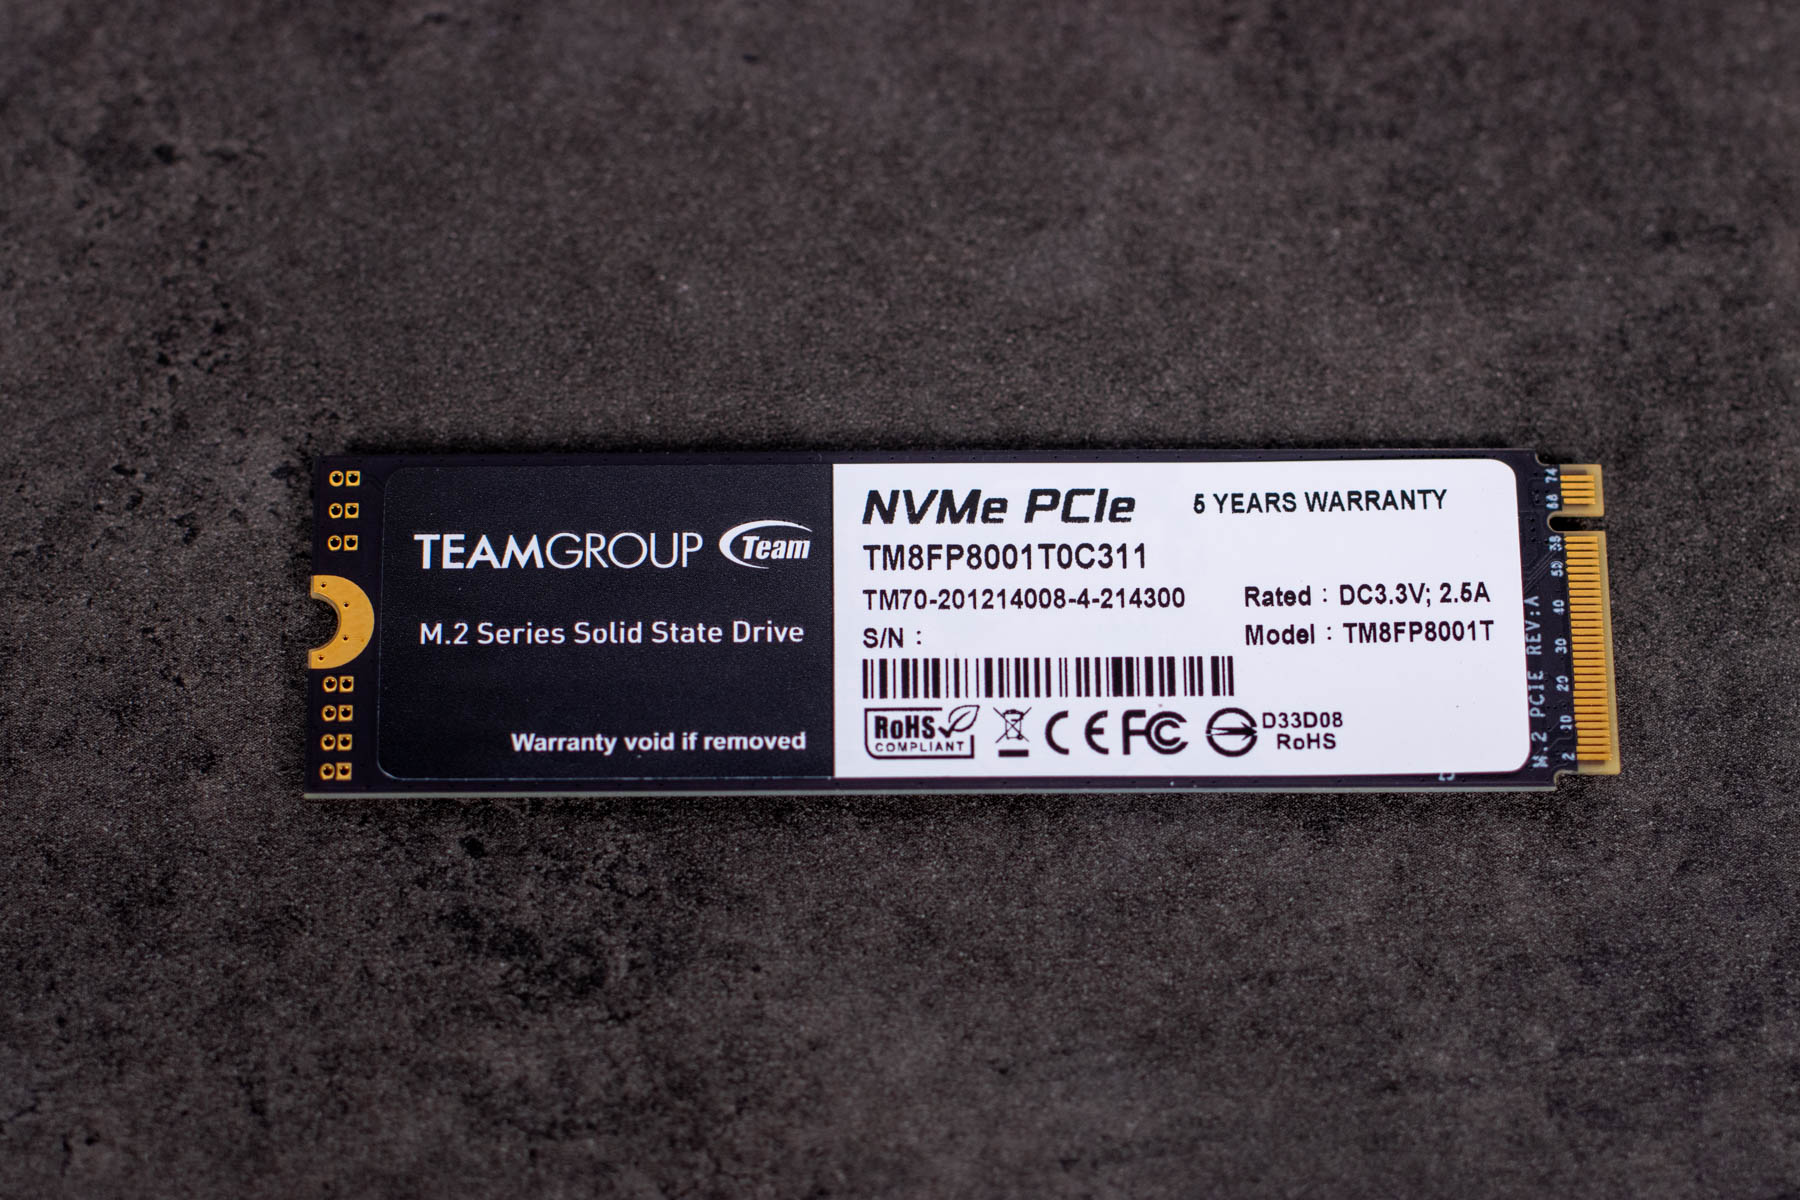 TEAMGROUP Team
M.2 Series Solid State Drive
Warranty void if removed
NVMe PCIe
5 YEARS WARRANTY
TM8FP8001T0C311
TM70-201214008-4-214300
S/N :
Rated : DC3.3V; 2.5A
Model : TM8FP8001T
RoHS
COMPLIANT
CE FC
D33D08
RoHS
M.2 PCIE REV:A
2 10 20 30 40 50 58
68 74